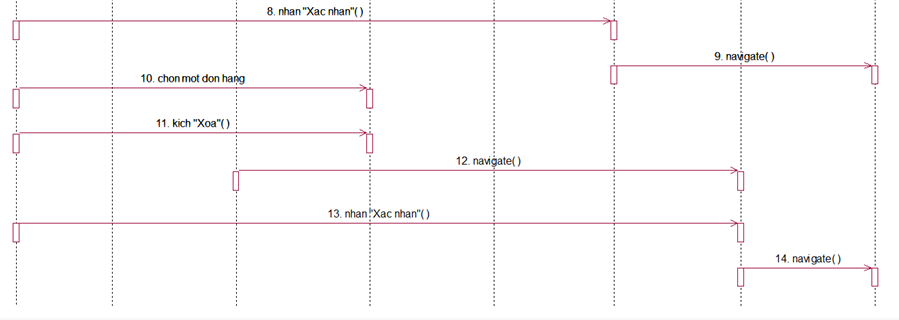 8. nhan "Xac nhan"( )
9. navigate( )
10. chon mot don hang
11. kich "Xoa"( )
12. navigate( )
13. nhan "Xac nhan"( )
14. navigate( )